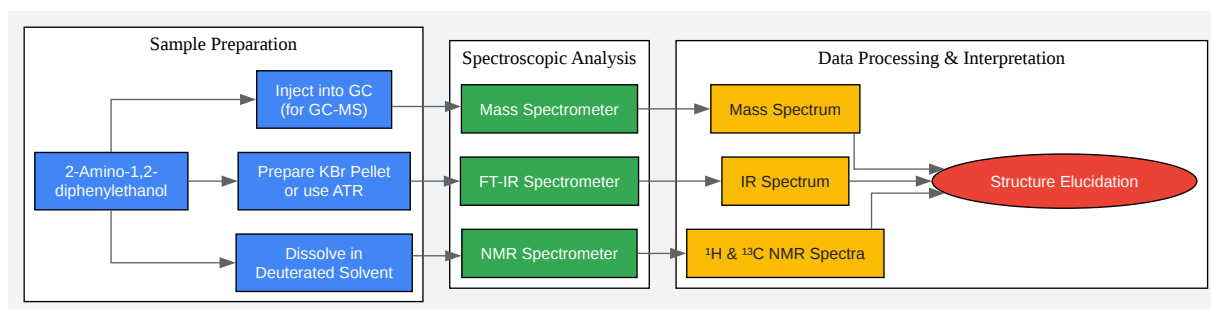 Sample Preparation
Spectroscopic Analysis
Data Processing & Interpretation
Inject into GC
(for GC-MS)
Mass Spectrometer
Mass Spectrum
2-Amino-1,2-
diphenylethanol
Prepare KBr Pellet
or use ATR
FT-IR Spectrometer
IR Spectrum
Structure Elucidation
Dissolve in
Deuterated Solvent
NMR Spectrometer
¹H & ¹³C NMR Spectra